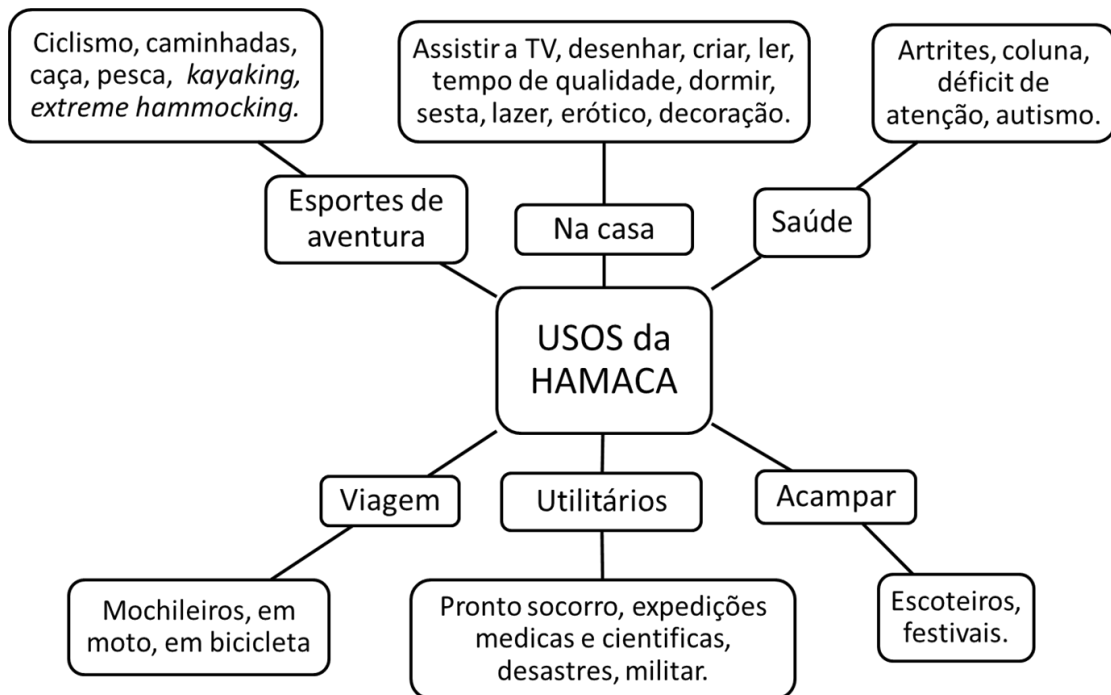 Ciclismo, caminhadas,
caça, pesca, kayaking,
extreme hammocking.
Assistir a TV, desenhar, criar, ler,
tempo de qualidade, dormir,
sesta, lazer, erótico, decoração.
Artrites, coluna,
déficit de
atenção, autismo.
Esportes de
aventura
Na casa
Saúde
USOS da
HAMACA
Viagem
Utilitários
Acampar
Mochileiros, em
moto, em bicicleta
Pronto socorro, expedições
medicas e cientificas,
desastres, militar.
Escoteiros,
festivais.